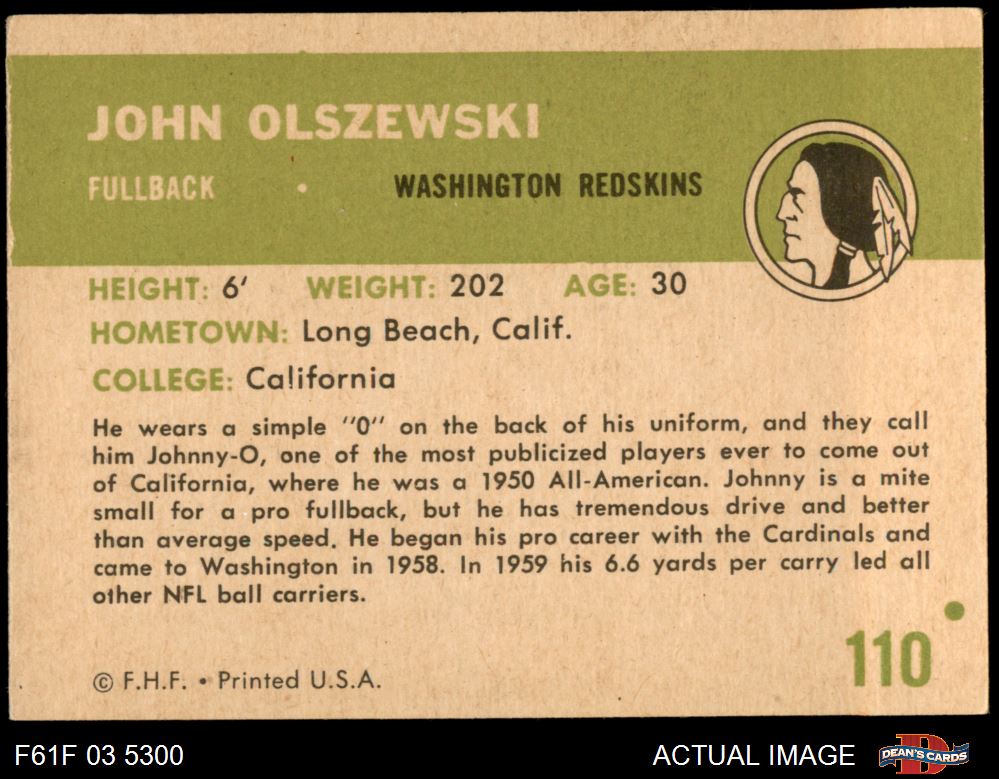 JOHN OLSZEWSKI
FULLBACK • WASHINGTON REDSKINS
HEIGHT: 6' WEIGHT: 202 AGE: 30
HOMETOWN: Long Beach, Calif.
COLLEGE: California
He wears a simple "0" on the back of his uniform, and they call
him Johnny-O, one of the most publicized players ever to come out
of California, where he was a 1950 All-American. Johnny is a mite
small for a pro fullback, but he has tremendous drive and better
than average speed. He began his pro career with the Cardinals and
came to Washington in 1958. In 1959 his 6.6 yards per carry led all
other NFL ball carriers.
110
© F.H.F. • Printed U.S.A.
F61F 03 5300
ACTUAL IMAGE
DEAN'S CARDS